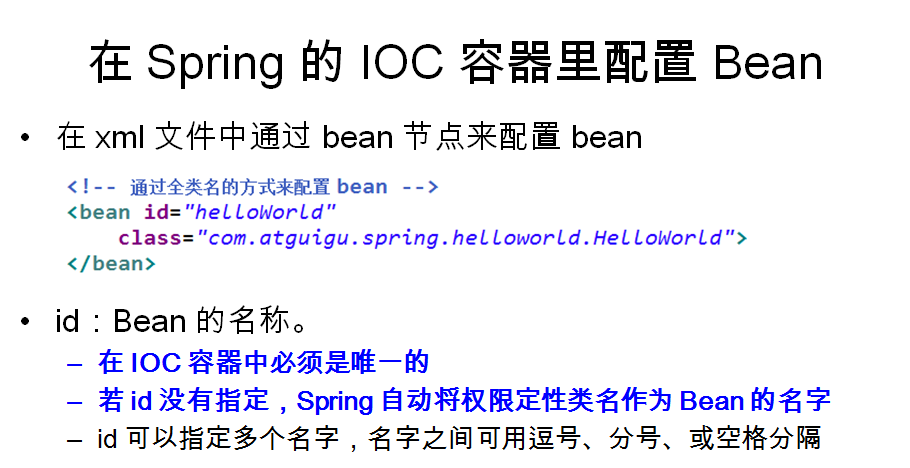 在 Spring 的 IOC 容器里配置 Bean
• 在 xml 文件中通过 bean 节点来配置 bean
<!-- 通过全类名的方式来配置 bean -->
<bean id="helloWorld"
class="com.atguigu.spring.helloworld.HelloWorld">
</bean>
• id：Bean 的名称。
– 在 IOC 容器中必须是唯一的
– 若 id 没有指定，Spring 自动将权限定性类名作为 Bean 的名字
– id 可以指定多个名字，名字之间可用逗号、分号、或空格分隔